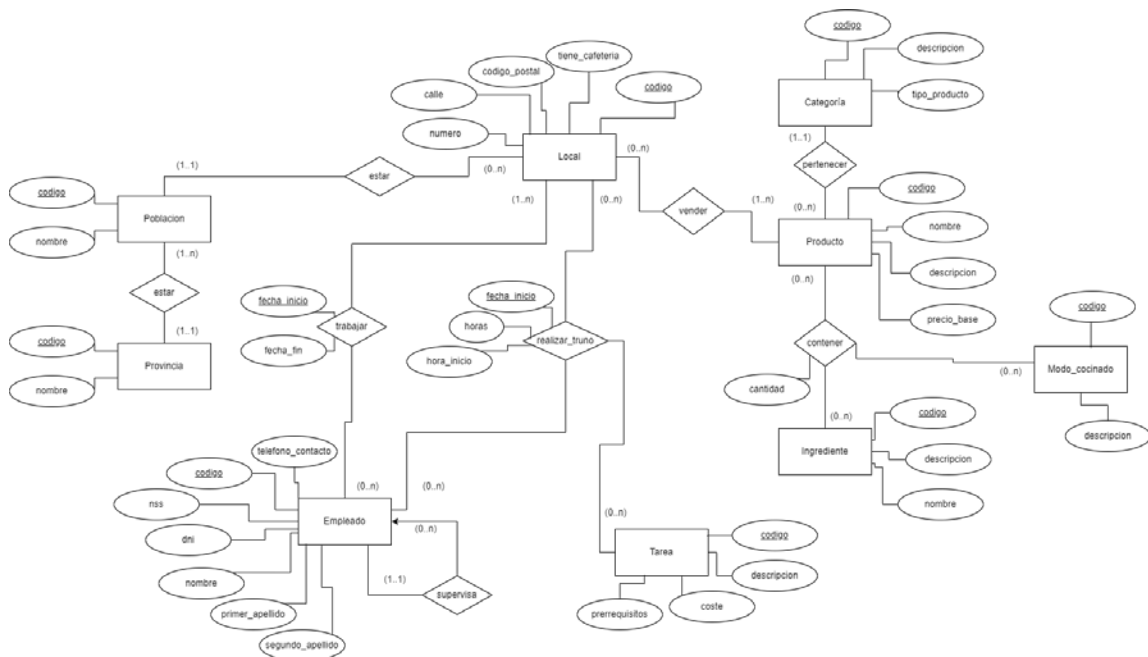 codigo
descripcion
tipo_producto
Categoría
(1..1)
pertenecer
(0..n)
tiene_cafeteria
codigo_postal
calle
codigo
numero
Local
(0..n)
(0..n)
(1..n)
(0..n)
estar
(1..1)
codigo
Poblacion
nombre
(1..n)
estar
(1..1)
codigo
Provincia
nombre
vender
(1..n)
codigo
nombre
Producto
descripcion
precio_base
(0..n)
contener
cantidad
(0..n)
codigo
Modo_cocinado
descripcion
(0..n)
codigo
Ingrediente
descripcion
nombre
fecha_inicio
trabajar
fecha_fin
fecha_inicio
horas
realizar_truno
hora_inicio
telefono_contacto
codigo
nss
dni
nombre
primer_apellido
segundo_apellido
(0..n)
(0..n)
Empleado
(0..n)
(1..1)
supervisa
(0..n)
codigo
Tarea
descripcion
prerrequisitos
coste